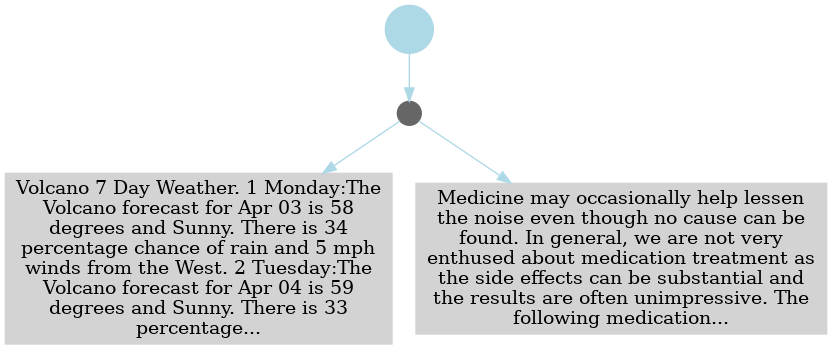 Volcano 7 Day Weather. 1 Monday:The
Volcano forecast for Apr 03 is 58
degrees and Sunny. There is 34
percentage chance of rain and 5 mph
winds from the West. 2 Tuesday:The
Volcano forecast for Apr 04 is 59
degrees and Sunny. There is 33
percentage...
Medicine may occasionally help lessen
the noise even though no cause can be
found. In general, we are not very
enthused about medication treatment as
the side effects can be substantial and
the results are often unimpressive. The
following medication...